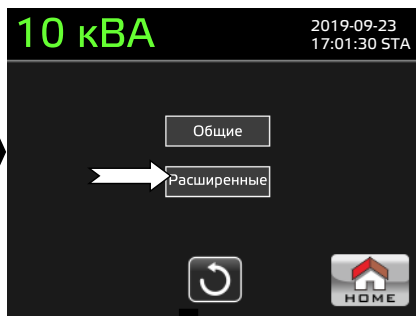 10 кВА
2019-09-23
17:01:30 STA
Общие
Расширенные
HOME